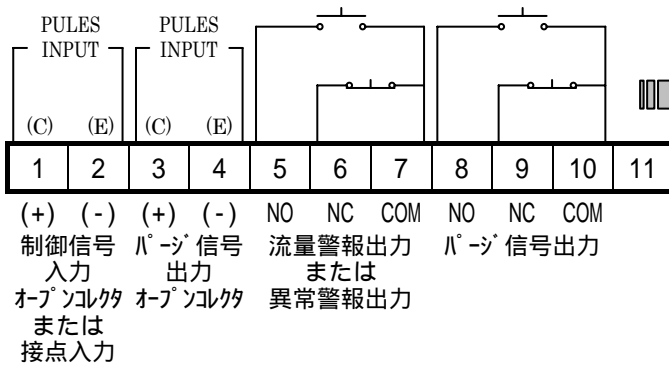 PULES
INPUT
PULES
INPUT
(C) (E) (C) (E)
1 2 3 4 5 6 7 8 9 10 11
(+) (-) (+) (-) NO NC COM NO NC COM
制御信号
入力
ｵｰﾌﾟﾝｺﾚｸﾀ
または
接点入力
ﾊﾟｰｼﾞ信号
出力
ｵｰﾌﾟﾝｺﾚｸﾀ
流量警報出力
または
異常警報出力
ﾊﾟｰｼﾞ信号出力